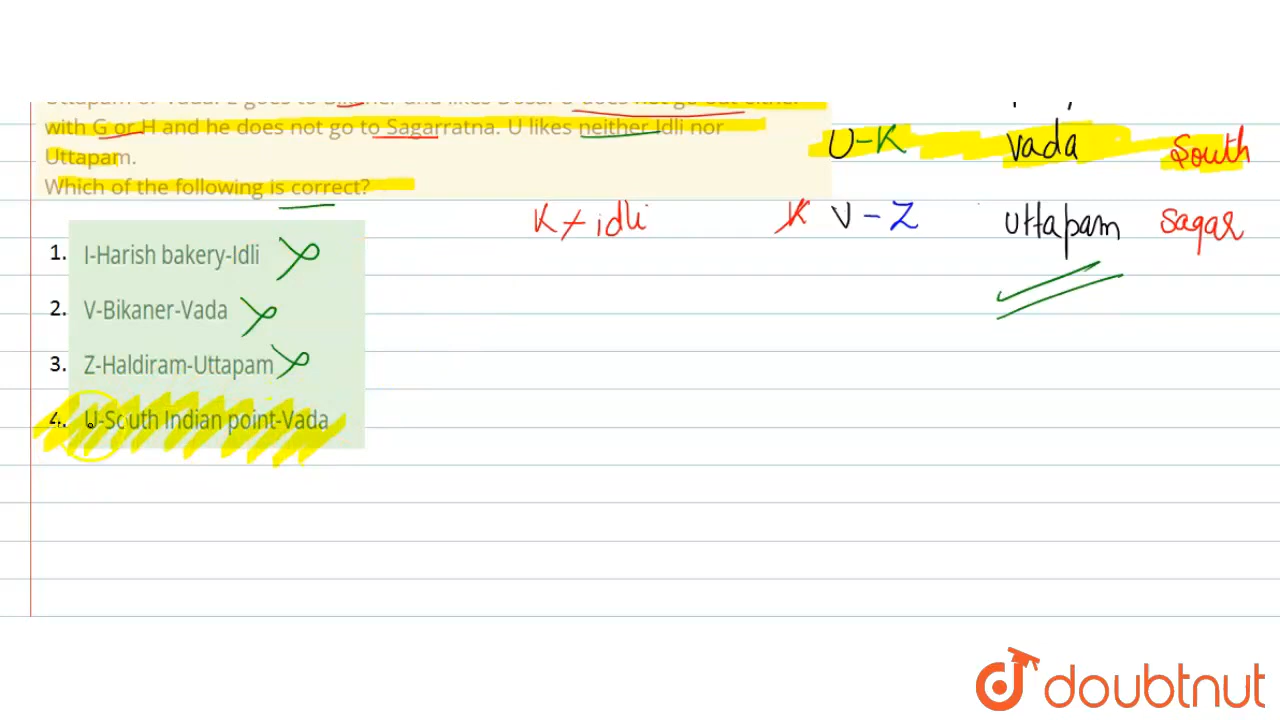 with G or H and he does not go to Sagarratna. U likes neither Idli nor
Uttapam.
Which of the following is correct?
U-K vada South
K idli
K V-Z uttapam sagar
1. I-Harish bakery-Idli
2. V-Bikaner-Vada
3. Z-Haldiram-Uttapam
4. U-South Indian point-Vada
doubtnut